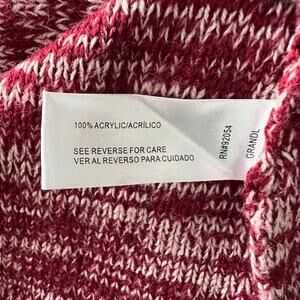 100% ACRYLIC/ACRÍLICO
SEE REVERSE FOR CARE
VER AL REVERSO PARA CUIDADO
RN#92054
GRANDL